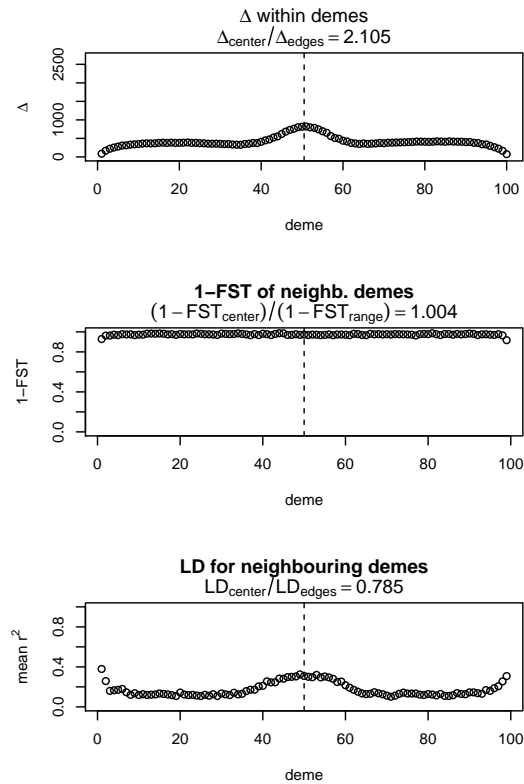 Δ within demes
Δcenter/Δedges = 2.105
Δ
0 1000 2500
0 20 40 60 80 100
deme
1−FST of neighb. demes
(1−FSTcenter)/(1−FSTrange) = 1.004
1−FST
0.0 0.4 0.8
0 20 40 60 80 100
deme
LD for neighbouring demes
LDcenter/LDedges = 0.785
mean r²
0.0 0.4 0.8
0 20 40 60 80 100
deme